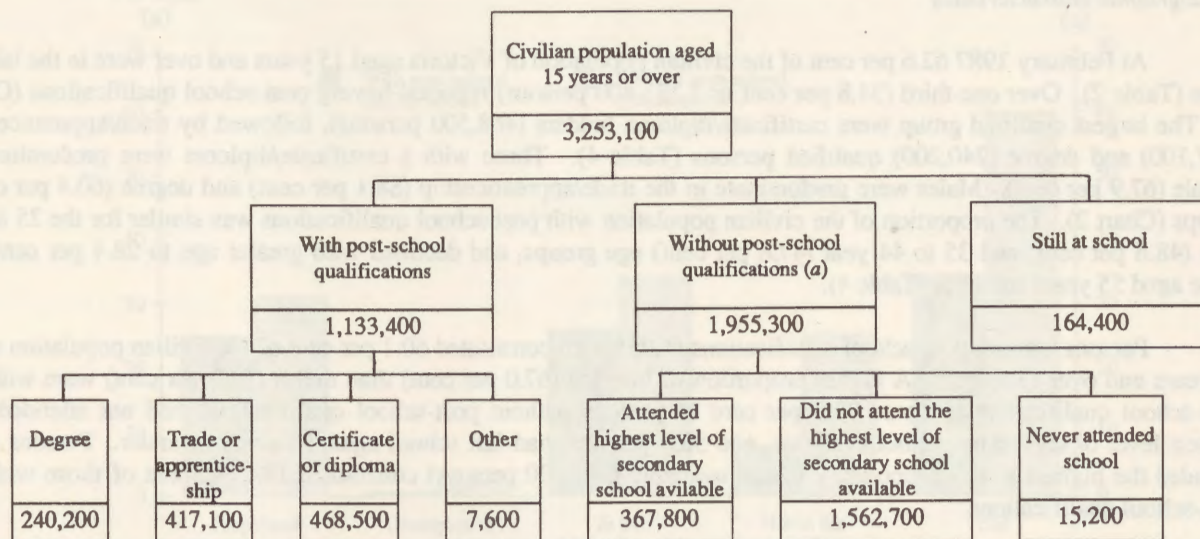 Civilian population aged
15 years or over
3,253,100
With post-school
qualifications
1,133,400
Without post-school
qualifications (a)
1,955,300
Still at school
164,400
Degree
240,200
Trade or
apprentice-
ship
417,100
Certificate
or diploma
468,500
Other
7,600
Attended
highest level of
secondary
school avilable
367,800
Did not attend the
highest level of
secondary school
available
1,562,700
Never attended
school
15,200